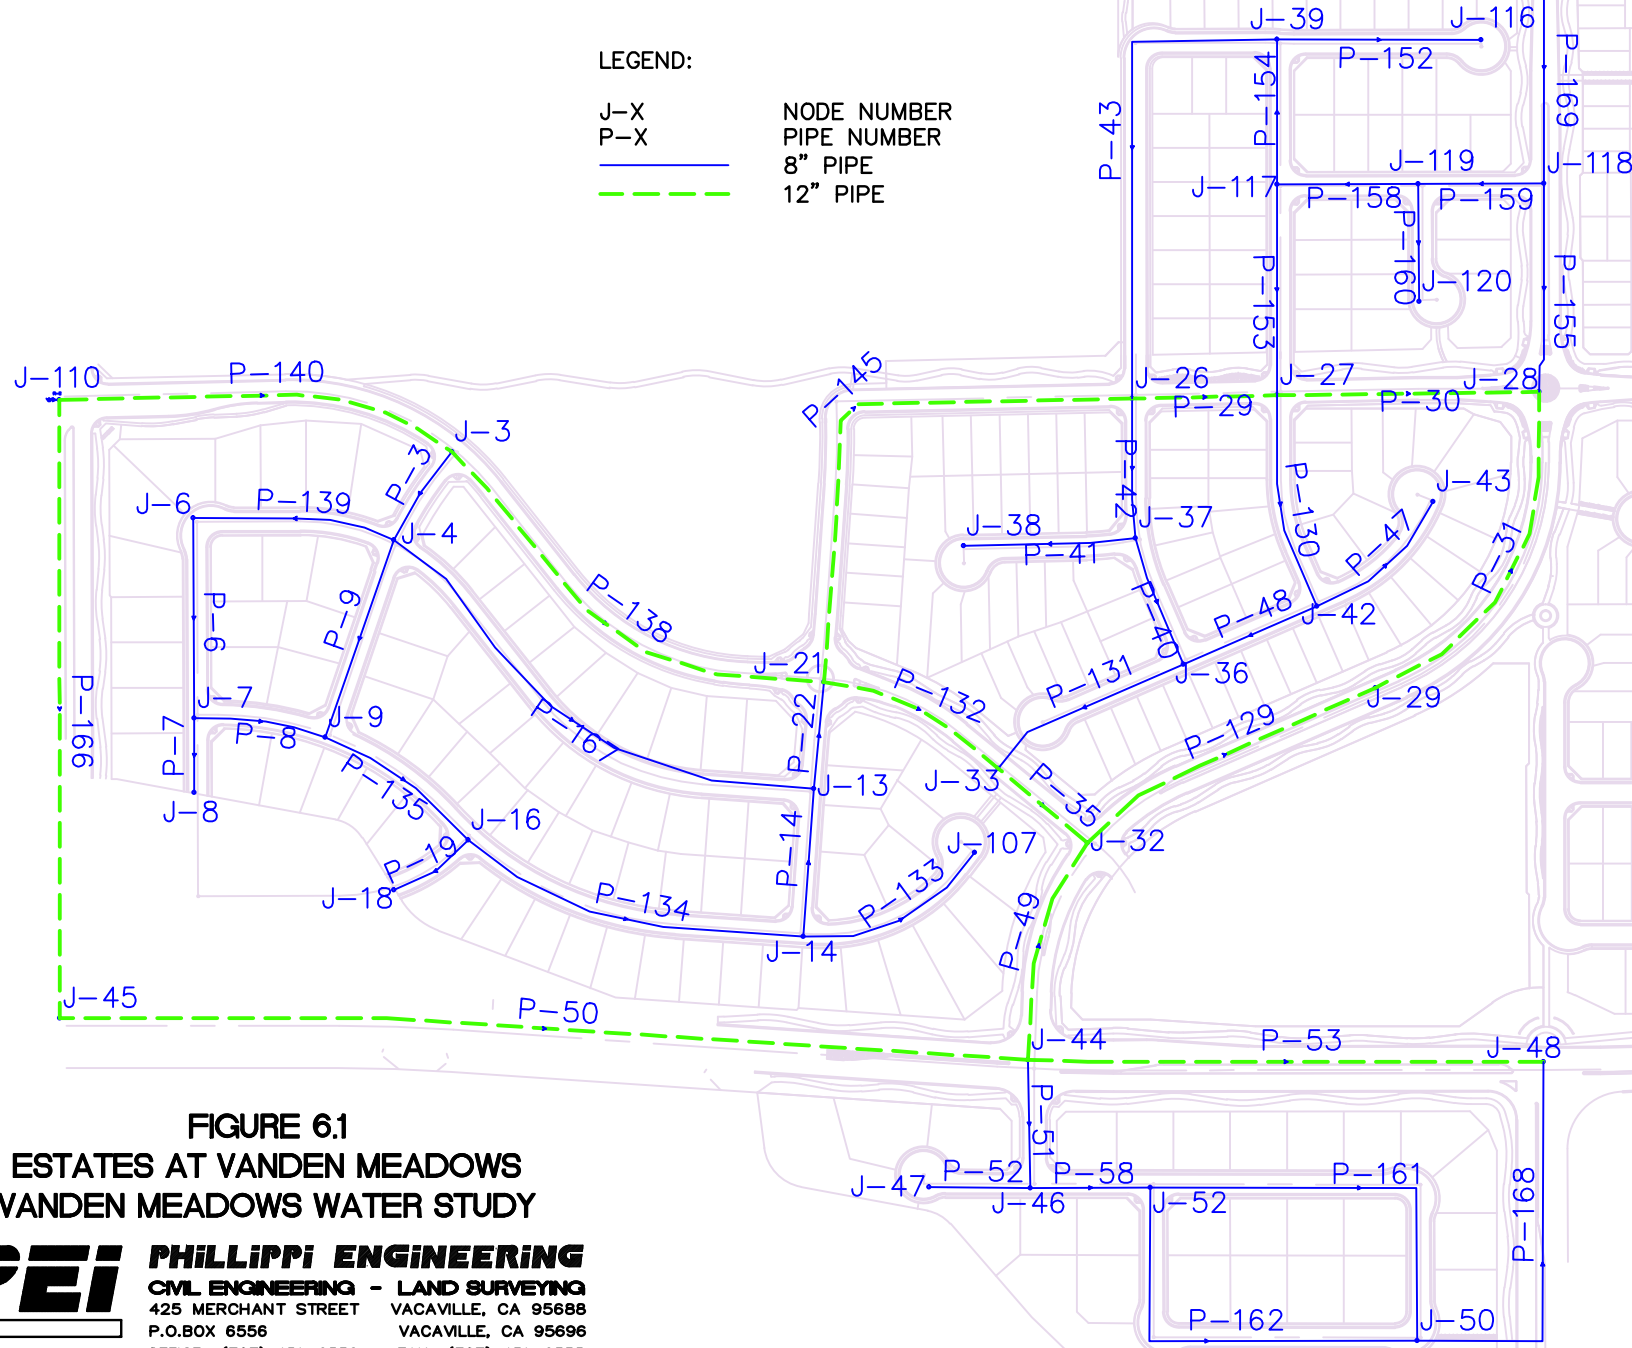 J-39
J-116
LEGEND:
P-152
P-154
P-169
P-43
J-X NODE NUMBER
P-X PIPE NUMBER
8" PIPE
12" PIPE
J-119
J-118
J-117
P-158
P-159
P-160
J-120
P-153
P-155
J-110
P-140
P-145
J-26
J-27
J-28
P-29
P-30
J-3
P-3
P-42
P-130
J-43
J-6
P-139
J-4
J-38
J-37
P-41
P-47
P-31
P-6
P-9
P-138
P-40
P-48
J-42
J-21
J-36
P-131
J-29
P-166
J-7
J-9
P-7
P-8
P-167
P-22
P-132
P-129
P-135
J-13
J-33
P-35
J-8
J-16
P-14
J-107
J-32
P-19
J-18
P-134
P-133
P-49
J-14
J-45
P-50
J-44
P-53
J-48
P-51
FIGURE 6.1
ESTATES AT VANDEN MEADOWS
VANDEN MEADOWS WATER STUDY
J-47
P-52
P-58
P-161
J-46
J-52
P-168
PEI
PHILLIPPI ENGINEERING
CIVIL ENGINEERING - LAND SURVEYING
425 MERCHANT STREET VACAVILLE, CA 95688
P.O.BOX 6556 VACAVILLE, CA 95696
P-162
J-50